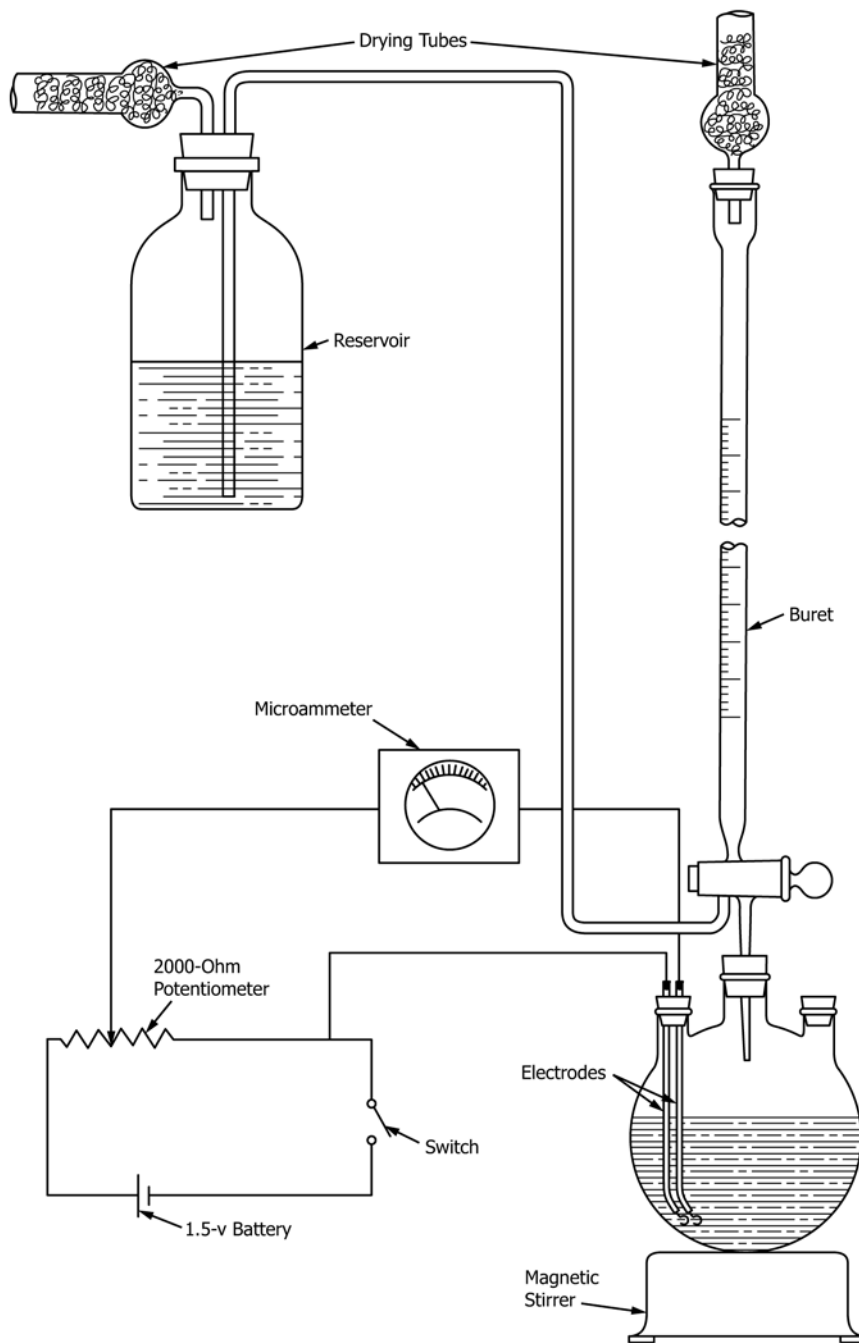 Drying Tubes
Reservoir
Buret
Microammeter
2000-Ohm
Potentiometer
Electrodes
Switch
1.5-v Battery
Magnetic
Stirrer